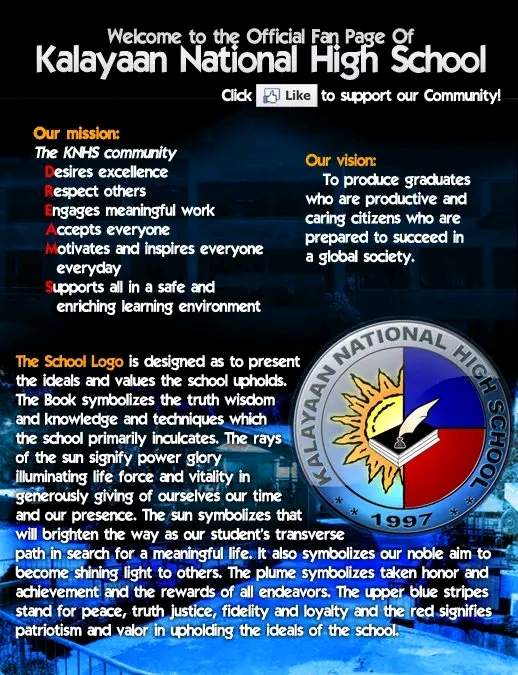 Welcome to the Official Fan Page Of
Kalayaan National High School
Click Like to support our Community!
Our mission:
The KNHS community
Desires excellence
Respect others
Engages meaningful work
Accepts everyone
Motivates and inspires everyone
everyday
Supports all in a safe and
enriching learning environment
Our vision:
To produce graduates
who are productive and
caring citizens who are
prepared to succeed in
a global society.
The School Logo is designed as to present
the ideals and values the school upholds.
The Book symbolizes the truth wisdom
and knowledge and techniques which
the school primarily inculcates. The rays
of the sun signify power glory
illuminating life force and vitality in
generously giving of ourselves our time
and our presence. The sun symbolizes that
will brighten the way as our student's transverse
path in search for a meaningful life. It also symbolizes our noble aim to
become shining light to others. The plume symbolizes taken honor and
achievement and the rewards of all endeavors. The upper blue stripes
stand for peace, truth justice, fidelity and loyalty and the red signifies
patriotism and valor in upholding the ideals of the school.
KALAYAAN NATIONAL HIGH SCHOOL
* * 1997 * *